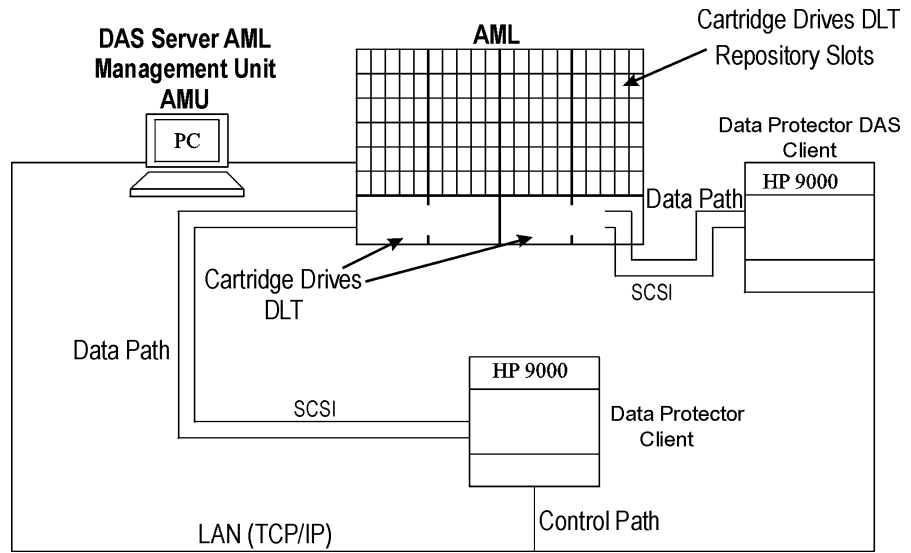 DAS Server AML
Management Unit
AMU
PC
AML
Cartridge Drives DLT
Repository Slots
Data Protector DAS
Client
HP 9000
Data Path
SCSI
Cartridge Drives
DLT
Data Path
SCSI
HP 9000
Data Protector
Client
Control Path
LAN (TCP/IP)